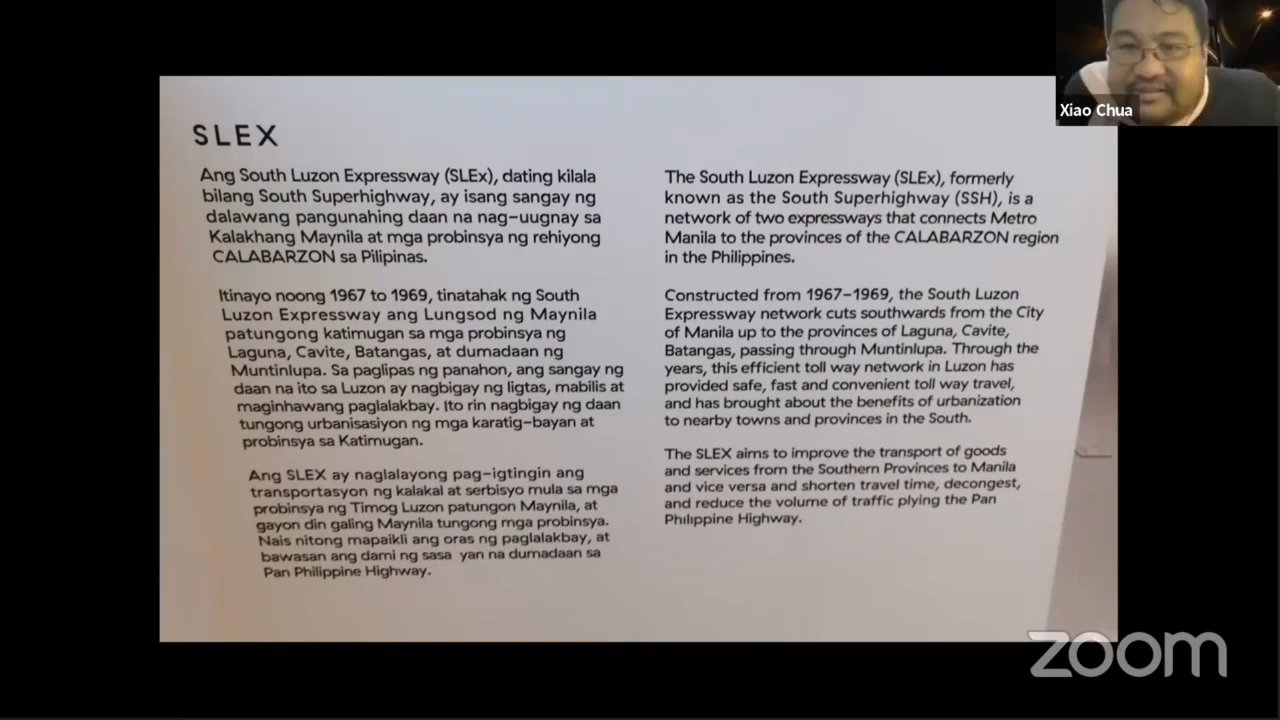 SLEX
Ang South Luzon Expressway (SLEx), dating kilala
bilang South Superhighway, ay isang sangay ng
dalawang pangunahing daan na nag-uugnay sa
Kalakhang Maynila at mga probinsya ng rehiyong
CALABARZON sa Pilipinas.
Itinayo noong 1967 to 1969, tinatahak ng South
Luzon Expressway ang Lungsod ng Maynila
patungong katimugan sa mga probinsya ng
Laguna, Cavite, Batangas, at dumadaan ng
Muntinlupa. Sa paglipas ng panahon, ang sangay ng
daan na ito sa Luzon ay nagbigay ng ligtas, mabilis at
maginhawang paglalakbay. Ito rin nagbigay ng daan
tungong urbanisasiyon ng mga karatig-bayan at
probinsya sa Katimugan.
Ang SLEX ay naglalayong pag-igtingin ang
transportasyon ng kalakal at serbisyo mula sa mga
probinsya ng Timog Luzon patungon Maynila, at
gayon din galing Maynila tungong mga probinsya.
Nais nitong mapaikli ang oras ng paglalakbay, at
bawasan ang dami ng sasa yan na dumadaan sa
Pan Philippine Highway.
The South Luzon Expressway (SLEx), formerly
known as the South Superhighway (SSH), is a
network of two expressways that connects Metro
Manila to the provinces of the CALABARZON region
in the Philippines.
Constructed from 1967-1969, the South Luzon
Expressway network cuts southwards from the City
of Manila up to the provinces of Laguna, Cavite,
Batangas, passing through Muntinlupa. Through the
years, this efficient toll way network in Luzon has
provided safe, fast and convenient toll way travel,
and has brought about the benefits of urbanization
to nearby towns and provinces in the South.
The SLEX aims to improve the transport of goods
and services from the Southern Provinces to Manila
and vice versa and shorten travel time, decongest,
and reduce the volume of traffic plying the Pan
Philippine Highway.
Xiao Chua
zoom